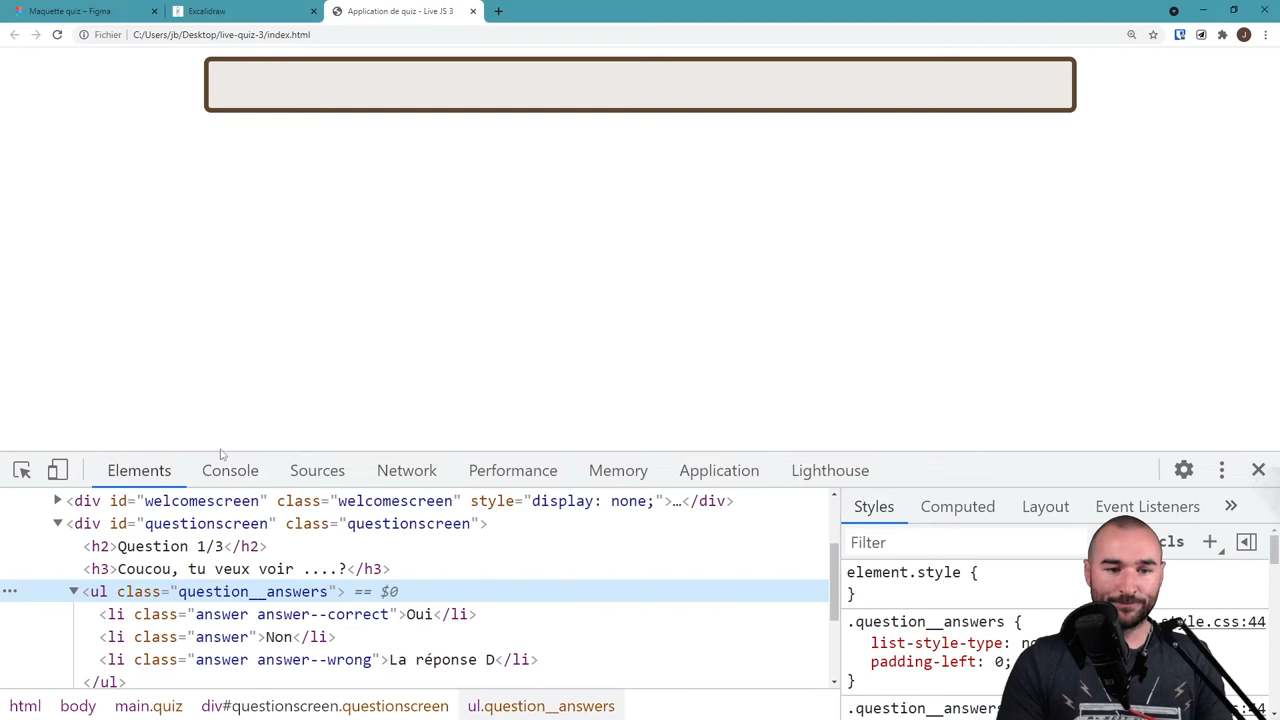 Maquette quiz – Figma
Excalidraw
Application de quiz - Live JS 3
Fichier
C:/Users/jb/Desktop/live-quiz-3/index.html
J
Elements
Console
Sources
Network
Performance
Memory
Application
Lighthouse
<div id="welcomescreen" class="welcomescreen" style="display: none;">…</div>
<div id="questionscreen" class="questionscreen">
<h2>Question 1/3</h2>
<h3>Coucou, tu veux voir ....?</h3>
<ul class="question__answers"> == $0
<li class="answer answer--correct">Oui</li>
<li class="answer">Non</li>
<li class="answer answer--wrong">La réponse D</li>
</ul>
html
body
main.quiz
div#questionscreen.questionscreen
ul.question__answers
Styles
Computed
Layout
Event Listeners
Filter
element.style {
}
.question__answers {
style.css:44
list-style-type:
padding-left: 0;
}
.question__answers